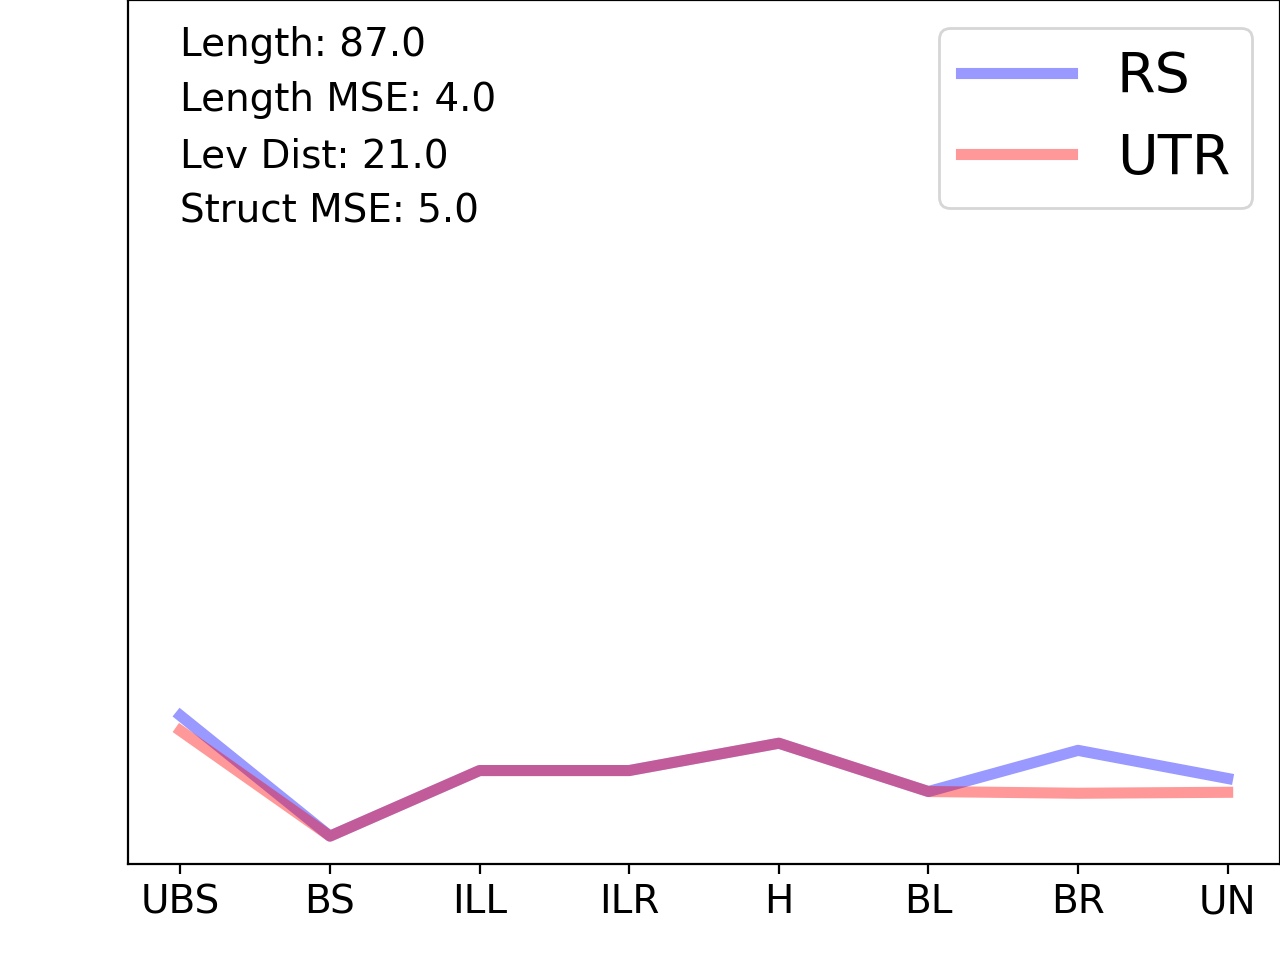 Length: 87.0
Length MSE: 4.0
Lev Dist: 21.0
Struct MSE: 5.0
RS
UTR
UBS BS ILL ILR H BL BR UN